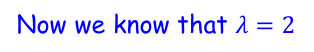 Now we know that λ = 2